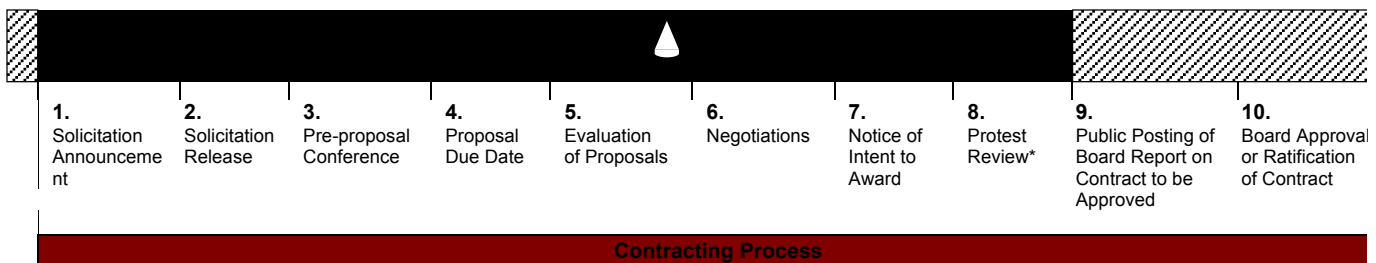 1.
Solicitation
Announceme
nt
2.
Solicitation
Release
3.
Pre-proposal
Conference
4.
Proposal
Due Date
5.
Evaluation
of Proposals
6.
Negotiations
7.
Notice of
Intent to
Award
8.
Protest
Review*
9.
Public Posting of
Board Report on
Contract to be
Approved
10.
Board Approval
or Ratification
of Contract
Contracting Process